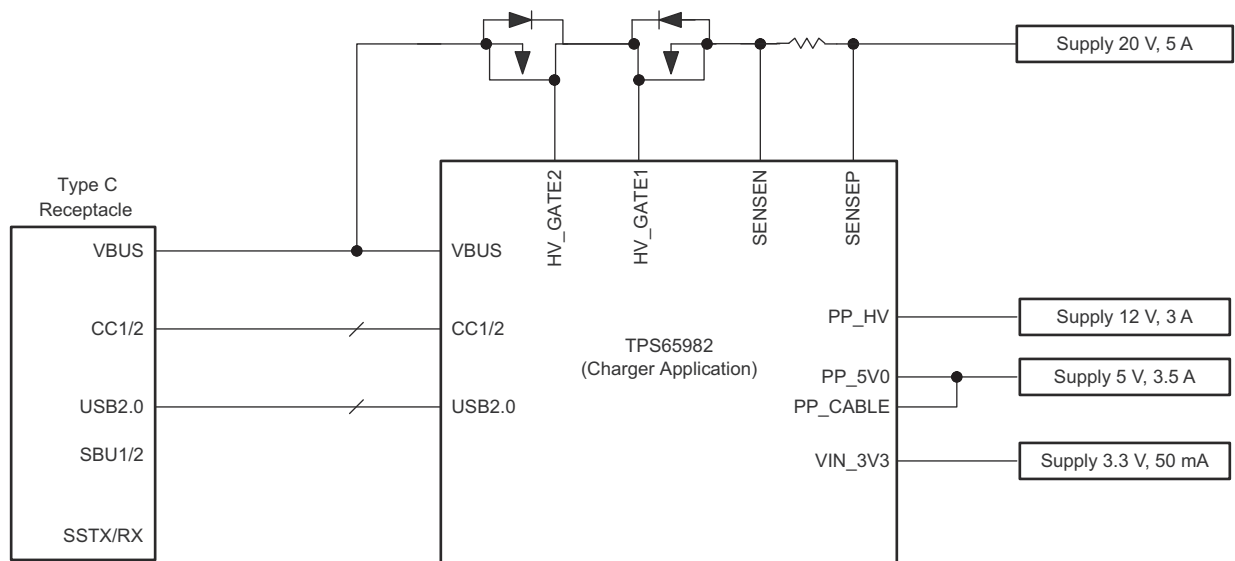 Supply 20 V, 5 A
HV_GATE2
HV_GATE1
SENSEN
SENSEP
Type C
Receptacle
VBUS
VBUS
CC1/2
CC1/2
USB2.0
USB2.0
SBU1/2
SSTX/RX
TPS65982
(Charger Application)
PP_HV
Supply 12 V, 3 A
PP_5V0
Supply 5 V, 3.5 A
PP_CABLE
VIN_3V3
Supply 3.3 V, 50 mA